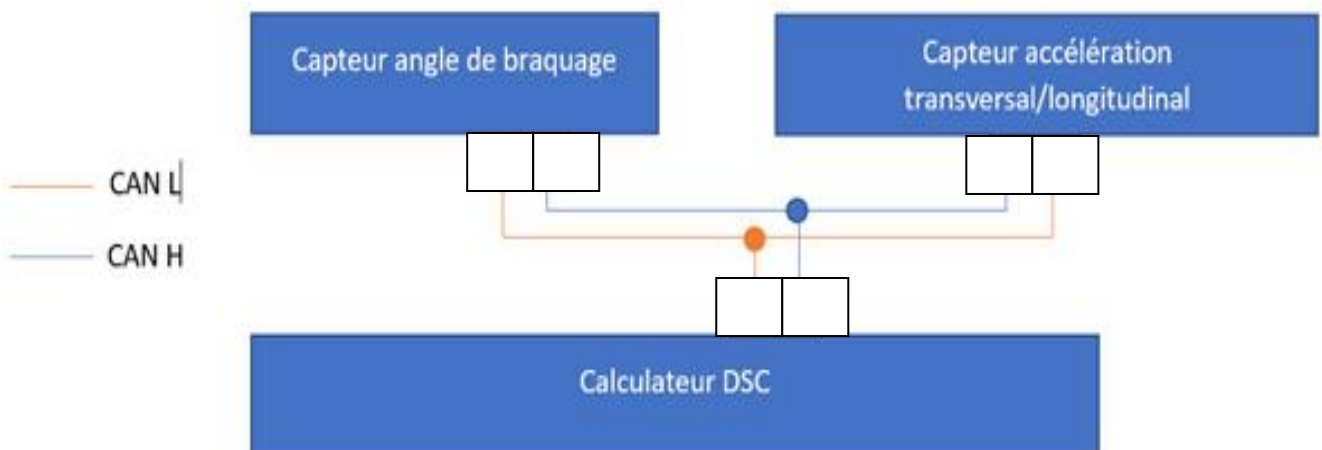 Capteur angle de braquage
Capteur accélération
transversal/longitudinal
CAN L
CAN H
Calculateur DSC